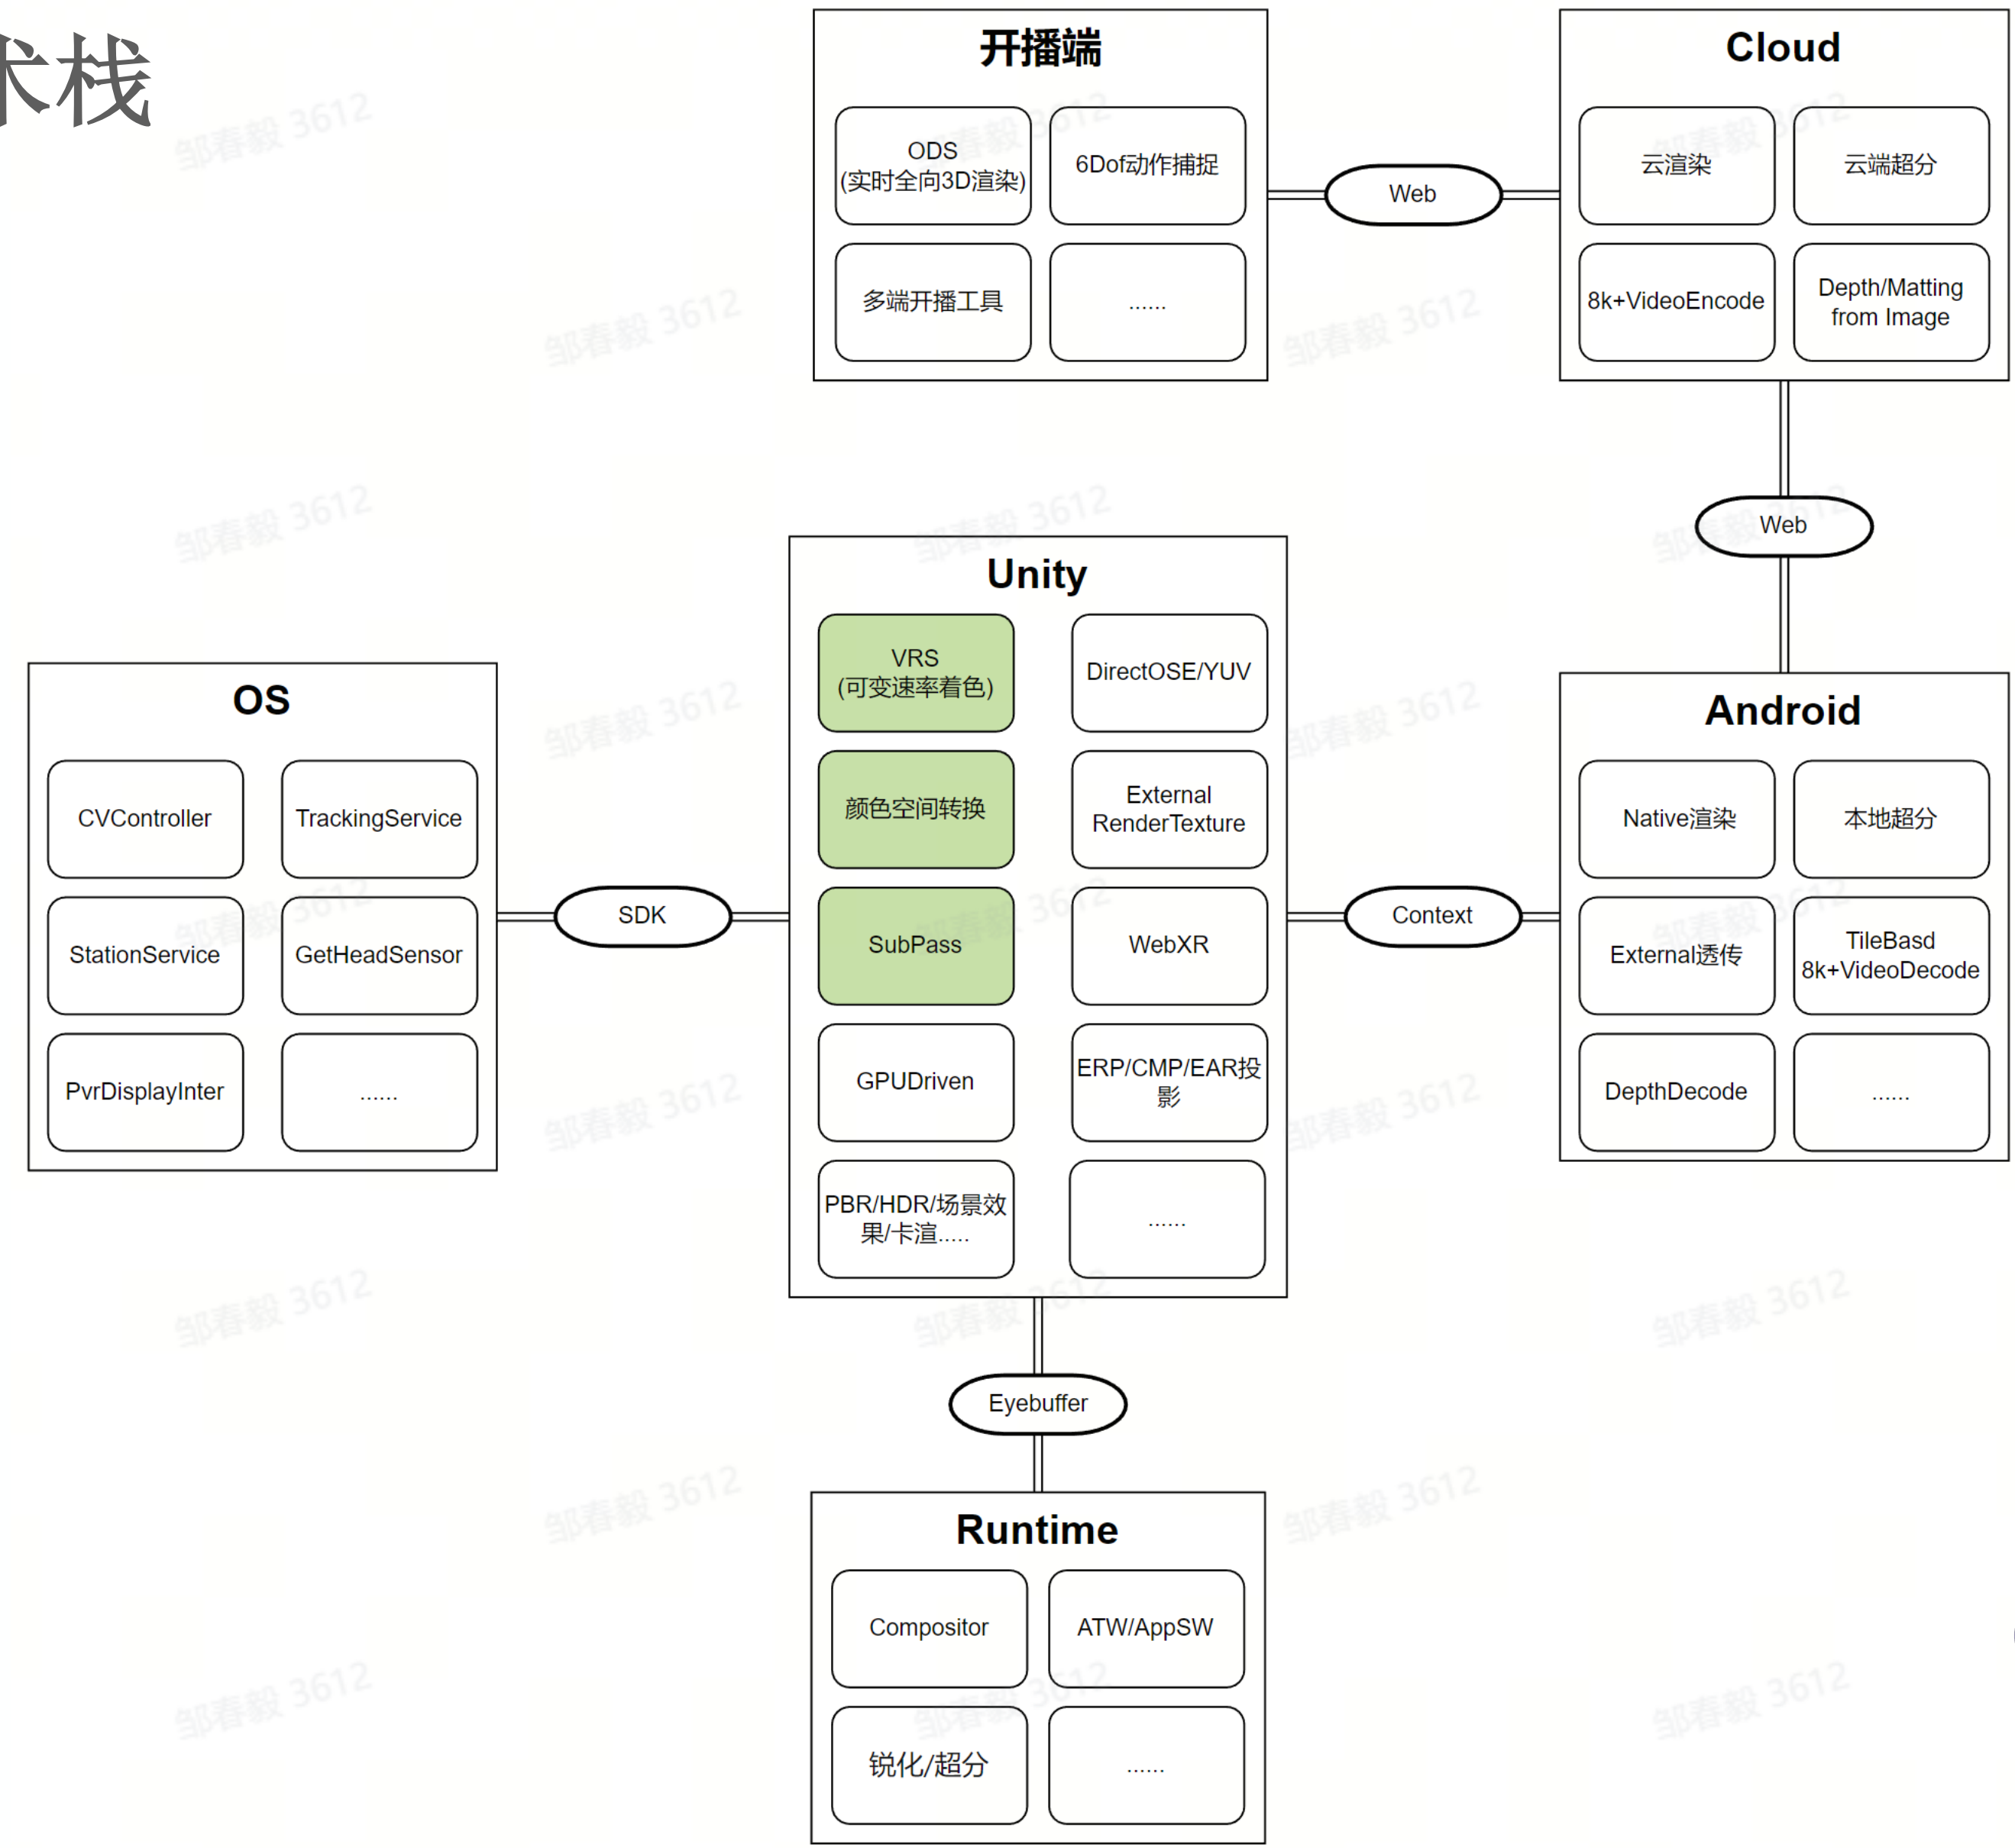 术栈
开播端
ODS
(实时全向3D渲染)
6Dof动作捕捉
多端开播工具
......
Web
Cloud
云渲染
云端超分
8k+VideoEncode
Depth/Matting
from Image
Web
OS
CVController
TrackingService
StationService
GetHeadSensor
PvrDisplayInter
......
SDK
Unity
VRS
(可变速率着色)
DirectOSE/YUV
颜色空间转换
External
RenderTexture
SubPass
WebXR
GPUDriven
ERP/CMP/EAR投
影
PBR/HDR/场景效
果/卡渲.....
......
Context
Android
Native渲染
本地超分
External透传
TileBasd
8k+VideoDecode
DepthDecode
......
Eyebuffer
Runtime
Compositor
ATW/AppSW
锐化/超分
......
邹春毅 3612